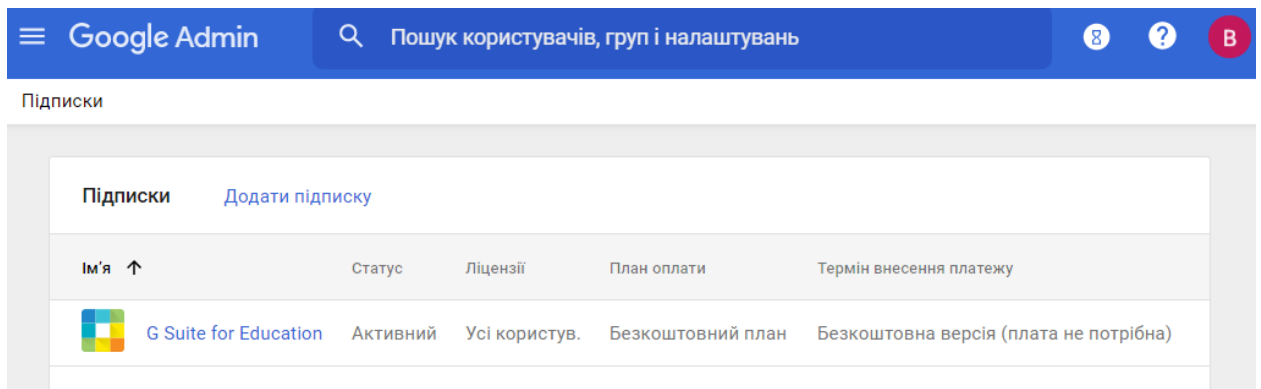 Google Admin Пошук користувачів, груп і налаштувань B
Підписки
Підписки Додати підписку
Ім'я Статус Ліцензії План оплати Термін внесення платежу
G Suite for Education Активний Усі користув. Безкоштовний план Безкоштовна версія (плата не потрібна)